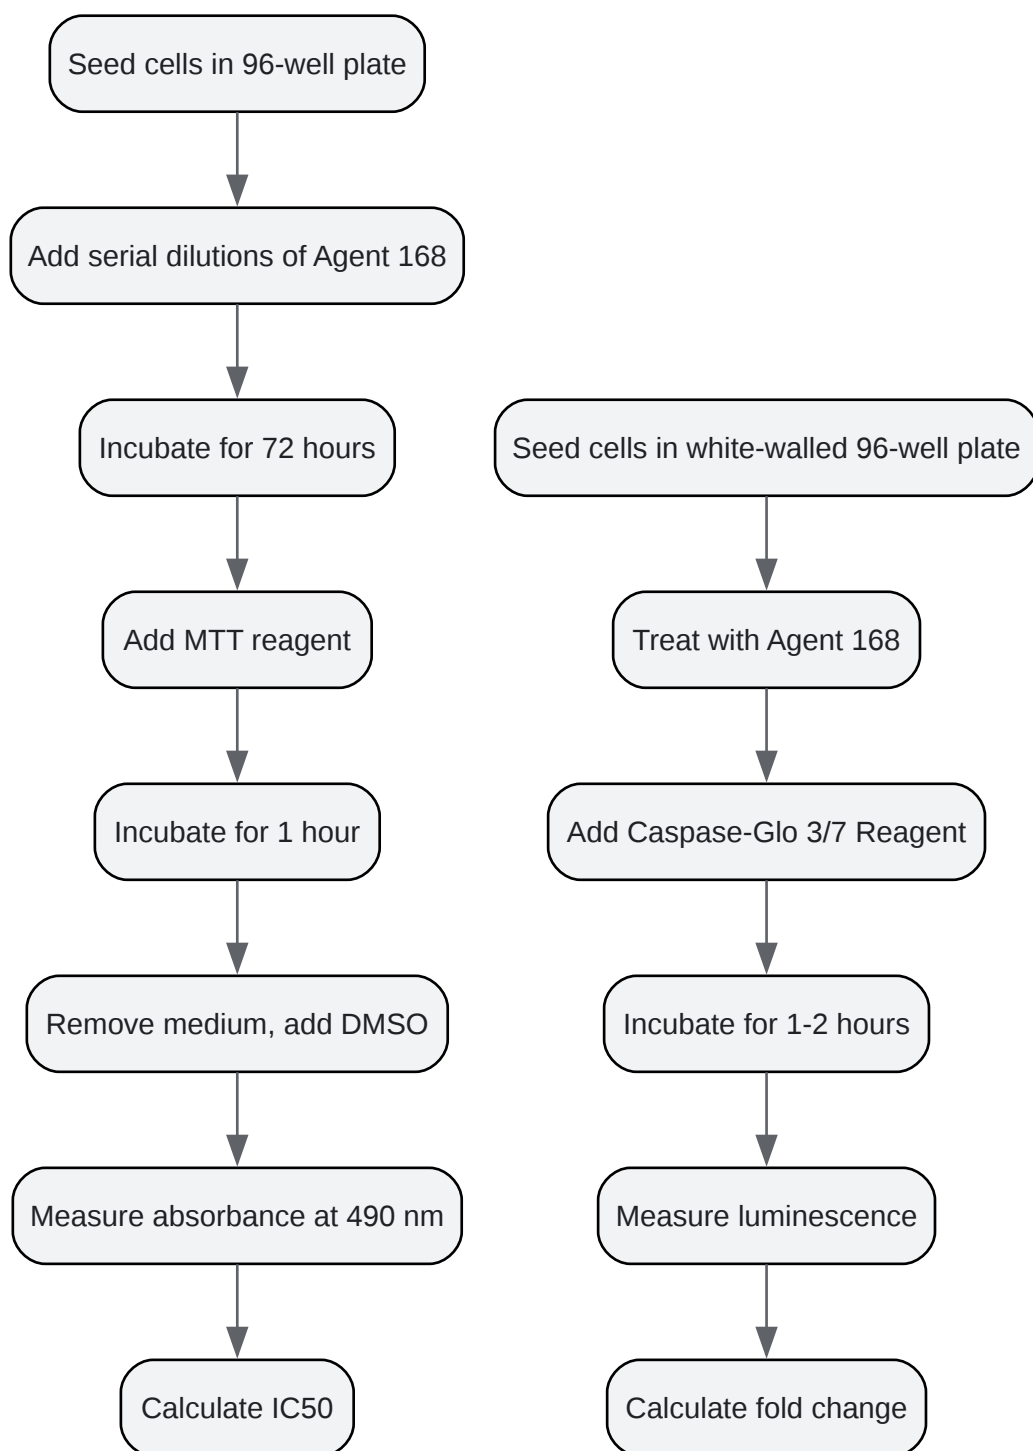 Seed cells in 96-well plate
Add serial dilutions of Agent 168
Incubate for 72 hours
Add MTT reagent
Incubate for 1 hour
Remove medium, add DMSO
Measure absorbance at 490 nm
Calculate IC50
Seed cells in white-walled 96-well plate
Treat with Agent 168
Add Caspase-Glo 3/7 Reagent
Incubate for 1-2 hours
Measure luminescence
Calculate fold change